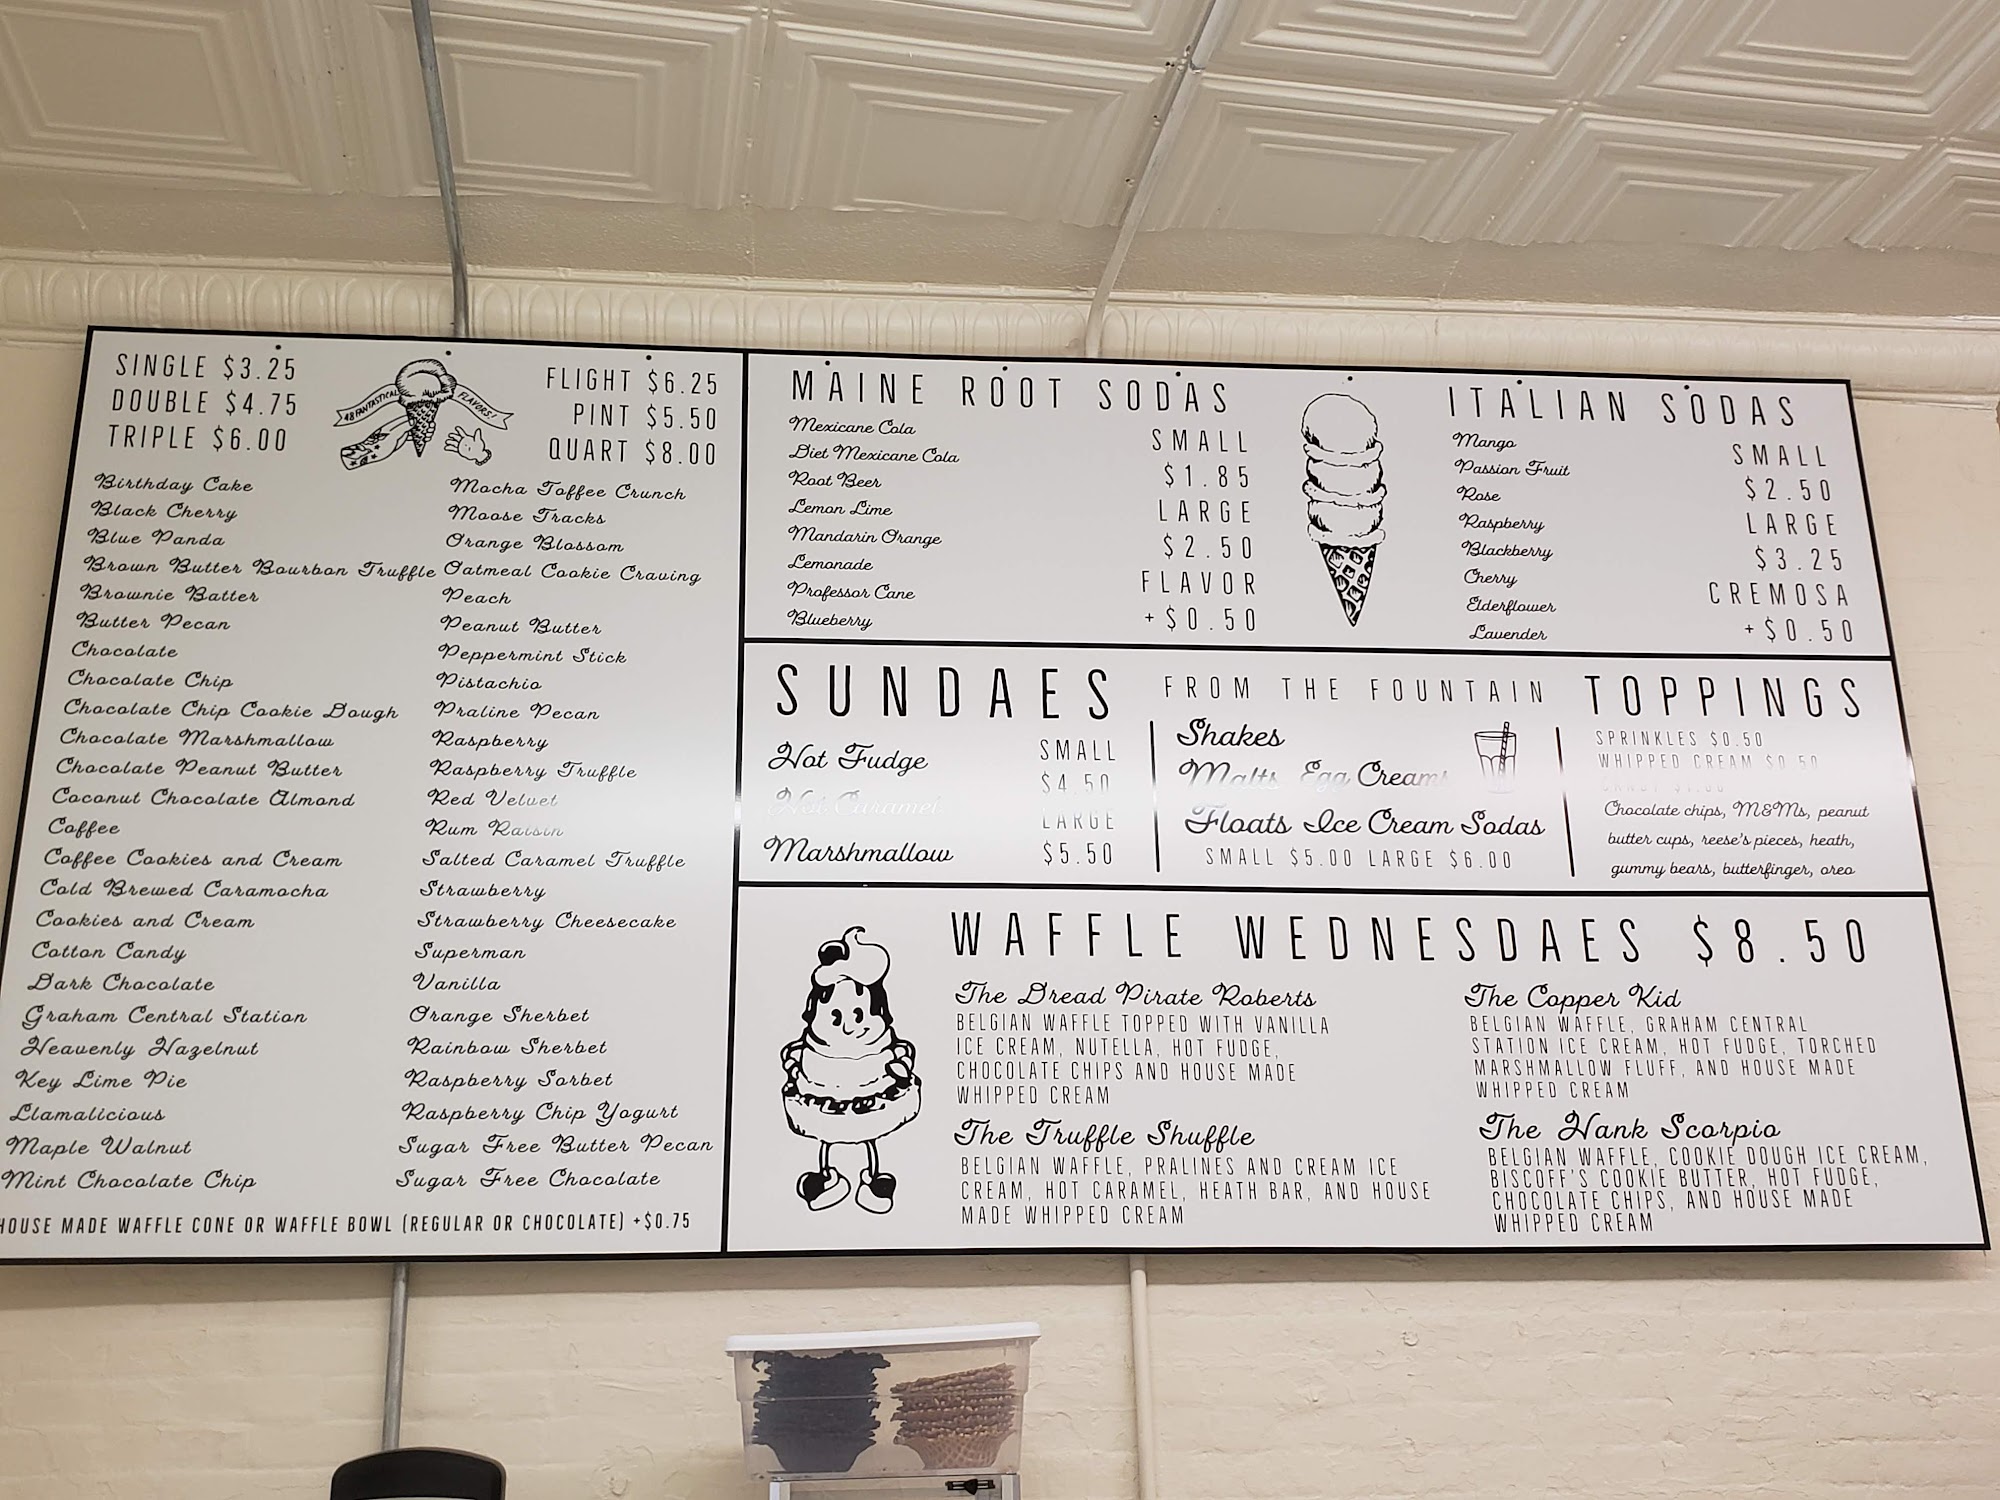 SINGLE $3.25
DOUBLE $4.75
TRIPLE $6.00
48 FANTASTICAL FLAVORS!
FLIGHT $6.25
PINT $5.50
QUART $8.00
Birthday Cake
Black Cherry
Blue Panda
Brown Butter Bourbon Truffle
Brownie Batter
Butter Pecan
Chocolate
Chocolate Chip
Chocolate Chip Cookie Dough
Chocolate Marshmallow
Chocolate Peanut Butter
Coconut Chocolate Almond
Coffee
Coffee Cookies and Cream
Cold Brewed Caramocha
Cookies and Cream
Cotton Candy
Dark Chocolate
Graham Central Station
Heavenly Hazelnut
Key Lime Pie
Llamalicious
Maple Walnut
Mint Chocolate Chip
Mocha Toffee Crunch
Moose Tracks
Orange Blossom
Oatmeal Cookie Craving
Peach
Peanut Butter
Peppermint Stick
Pistachio
Praline Pecan
Raspberry
Raspberry Truffle
Red Velvet
Rum Raisin
Salted Caramel Truffle
Strawberry
Strawberry Cheesecake
Superman
Vanilla
Orange Sherbet
Rainbow Sherbet
Raspberry Sorbet
Raspberry Chip Yogurt
Sugar Free Butter Pecan
Sugar Free Chocolate
HOUSE MADE WAFFLE CONE OR WAFFLE BOWL (REGULAR OR CHOCOLATE) +$0.75
MAINE ROOT SODAS
Mexicane Cola
Diet Mexicane Cola
Root Beer
Lemon Lime
Mandarin Orange
Lemonade
Professor Cane
Blueberry
SMALL
$1.85
LARGE
$2.50
FLAVOR
+$0.50
ITALIAN SODAS
Mango
Passion Fruit
Rose
Raspberry
Blackberry
Cherry
Elderflower
Lavender
SMALL
$2.50
LARGE
$3.25
CREMOSA
+$0.50
SUNDAES
Hot Fudge
Hot Caramel
Marshmallow
SMALL
$4.50
LARGE
$5.50
FROM THE FOUNTAIN
Shakes
Malts Egg Creams
Floats Ice Cream Sodas
SMALL $5.00 LARGE $6.00
TOPPINGS
SPRINKLES $0.50
WHIPPED CREAM $0.50
CANDY $1.00
Chocolate chips, M&Ms, peanut
butter cups, reese's pieces, heath,
gummy bears, butterfinger, oreo
WAFFLE WEDNESDAES $8.50
The Dread Pirate Roberts
BELGIAN WAFFLE TOPPED WITH VANILLA
ICE CREAM, NUTELLA, HOT FUDGE,
CHOCOLATE CHIPS AND HOUSE MADE
WHIPPED CREAM
The Truffle Shuffle
BELGIAN WAFFLE, PRALINES AND CREAM ICE
CREAM, HOT CARAMEL, HEATH BAR, AND HOUSE
MADE WHIPPED CREAM
The Copper Kid
BELGIAN WAFFLE, GRAHAM CENTRAL
STATION ICE CREAM, HOT FUDGE, TORCHED
MARSHMALLOW FLUFF, AND HOUSE MADE
WHIPPED CREAM
The Hank Scorpio
BELGIAN WAFFLE, COOKIE DOUGH ICE CREAM,
BISCOFF'S COOKIE BUTTER, HOT FUDGE,
CHOCOLATE CHIPS, AND HOUSE MADE
WHIPPED CREAM